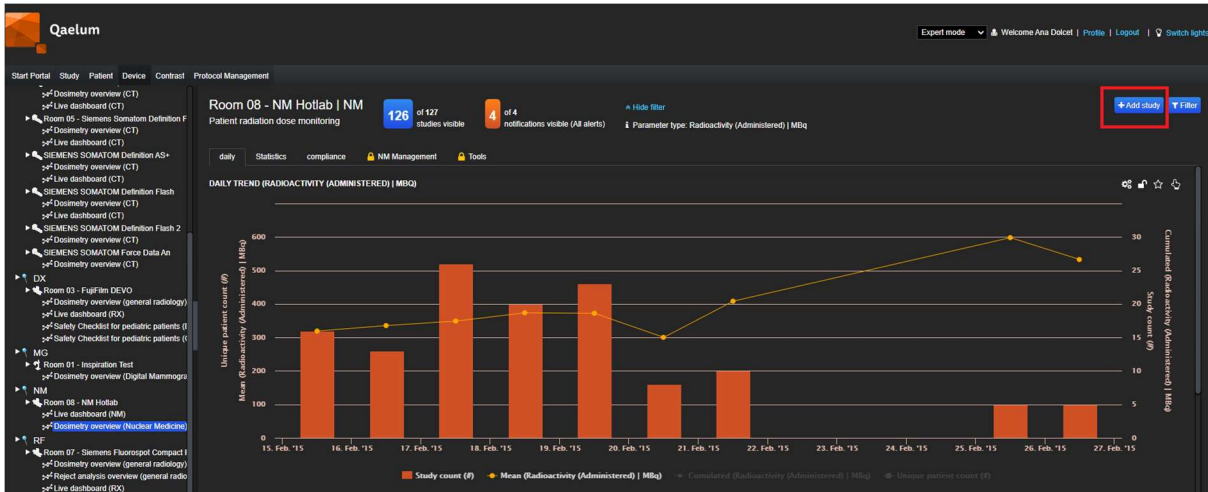 Qaelum
Expert mode Welcome Ana Dolcet | Profile | Logout | Switch lights
Start Portal Study Patient Device Contrast Protocol Management
Dosimetry overview (CT)
Live dashboard (CT)
Room 05 - Siemens Somatom Definition F
Dosimetry overview (CT)
Live dashboard (CT)
SIEMENS SOMATOM Definition AS+
Dosimetry overview (CT)
Live dashboard (CT)
SIEMENS SOMATOM Definition Flash
Dosimetry overview (CT)
Live dashboard (CT)
SIEMENS SOMATOM Definition Flash 2
Dosimetry overview (CT)
SIEMENS SOMATOM Force Data An
Dosimetry overview (CT)
DX
Room 03 - FujiFilm DEVO
Dosimetry overview (general radiology)
Live dashboard (RX)
Safety Checklist for pediatric patients (
Safety Checklist for pediatric patients (
MG
Room 01 - Inspiration Test
Dosimetry overview (Digital Mammogra
NM
Room 08 - NM Hotlab
Live dashboard (NM)
Dosimetry overview (Nuclear Medicine)
RF
Room 07 - Siemens Fluorospot Compact
Dosimetry overview (general radiology)
Reject analysis overview (general radio
Live dashboard (RX)
Room 08 - NM Hotlab | NM
Patient radiation dose monitoring
126 of 127
studies visible
4 of 4
notifications visible (All alerts)
Hide filter
Parameter type: Radioactivity (Administered) | MBq
+ Add study
Filter
daily Statistics compliance NM Management Tools
DAILY TREND (RADIOACTIVITY (ADMINISTERED) | MBQ)
Unique patient count (#)
Mean (Radioactivity (Administered) | MBq)
600
500
400
300
200
100
0
30
25
20
15
10
5
0
Cumulated (Radioactivity (Administered) | MBq)
Study count (#)
15. Feb. '15 16. Feb. '15 17. Feb. '15 18. Feb. '15 19. Feb. '15 20. Feb. '15 21. Feb. '15 22. Feb. '15 23. Feb. '15 24. Feb. '15 25. Feb. '15 26. Feb. '15 27. Feb. '15
Study count (#) Mean (Radioactivity (Administered) | MBq) Cumulated (Radioactivity (Administered) | MBq) Unique patient count (#)